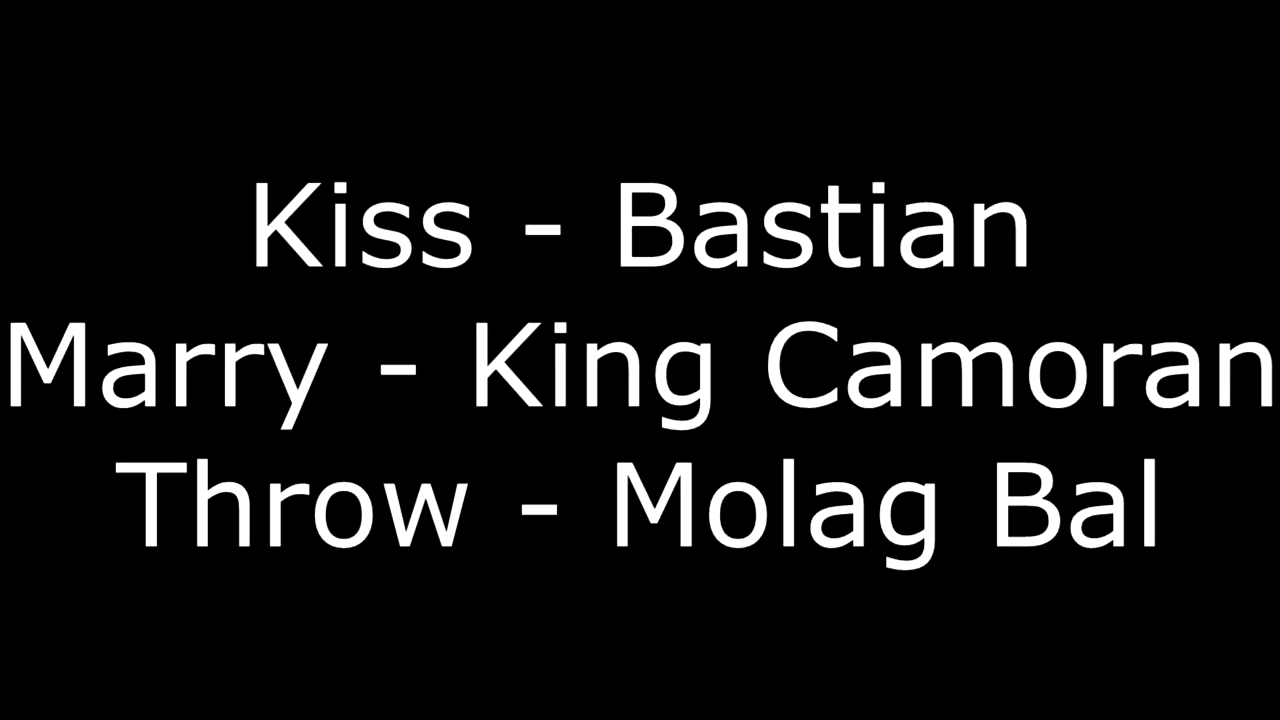 Kiss - Bastian
Marry - King Camoran
Throw - Molag Bal